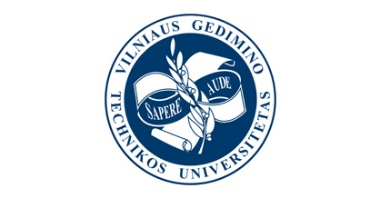 VILNIAUS GEDIMINO
TECHNIKOS UNIVERSITETAS
SAPERE
AUDE